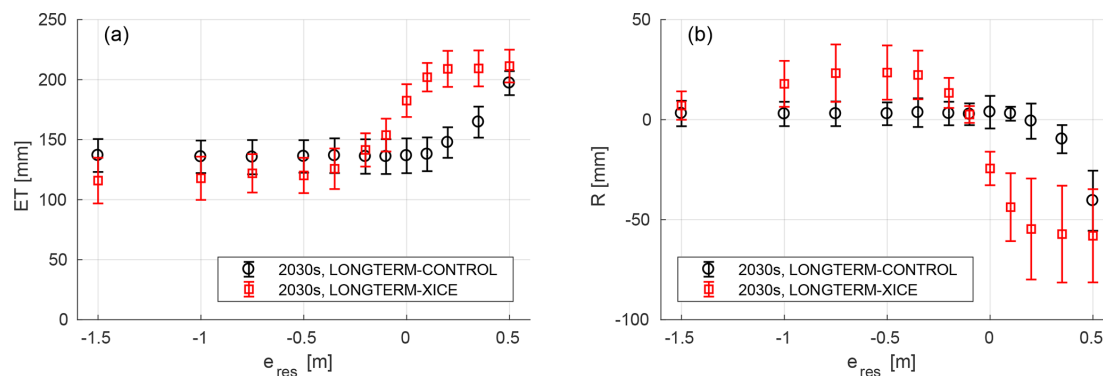 (a)
ET [mm]
250
200
150
100
50
0
2030s, LONGTERM-CONTROL
2030s, LONGTERM-XICE
-1.5 -1 -0.5 0 0.5
e_res [m]
(b)
R [mm]
50
0
-50
-100
2030s, LONGTERM-CONTROL
2030s, LONGTERM-XICE
-1.5 -1 -0.5 0 0.5
e_res [m]